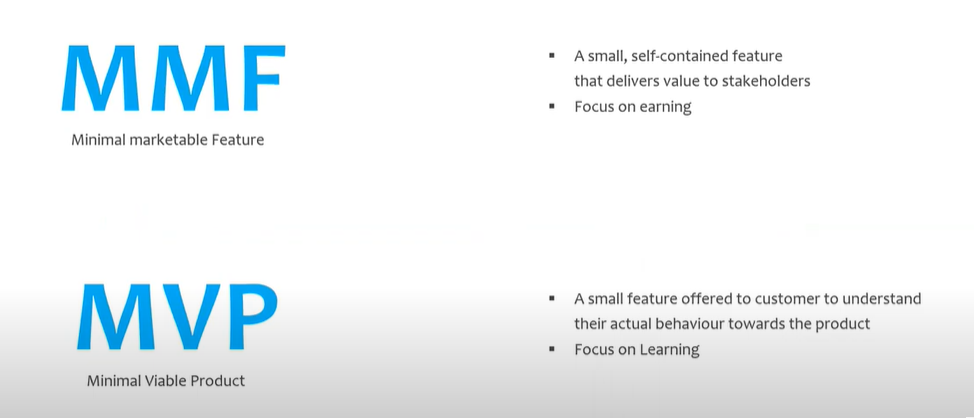 MMF
Minimal marketable Feature
▪ A small, self-contained feature
that delivers value to stakeholders
▪ Focus on earning
MVP
Minimal Viable Product
▪ A small feature offered to customer to understand
their actual behaviour towards the product
▪ Focus on Learning